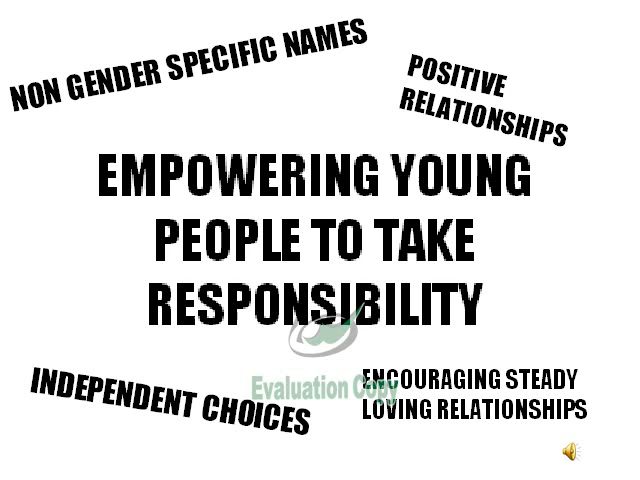 NON GENDER SPECIFIC NAMES
POSITIVE
RELATIONSHIPS
EMPOWERING YOUNG
PEOPLE TO TAKE
RESPONSIBILITY
INDEPENDENT CHOICES
Evaluation Copy
ENCOURAGING STEADY
LOVING RELATIONSHIPS